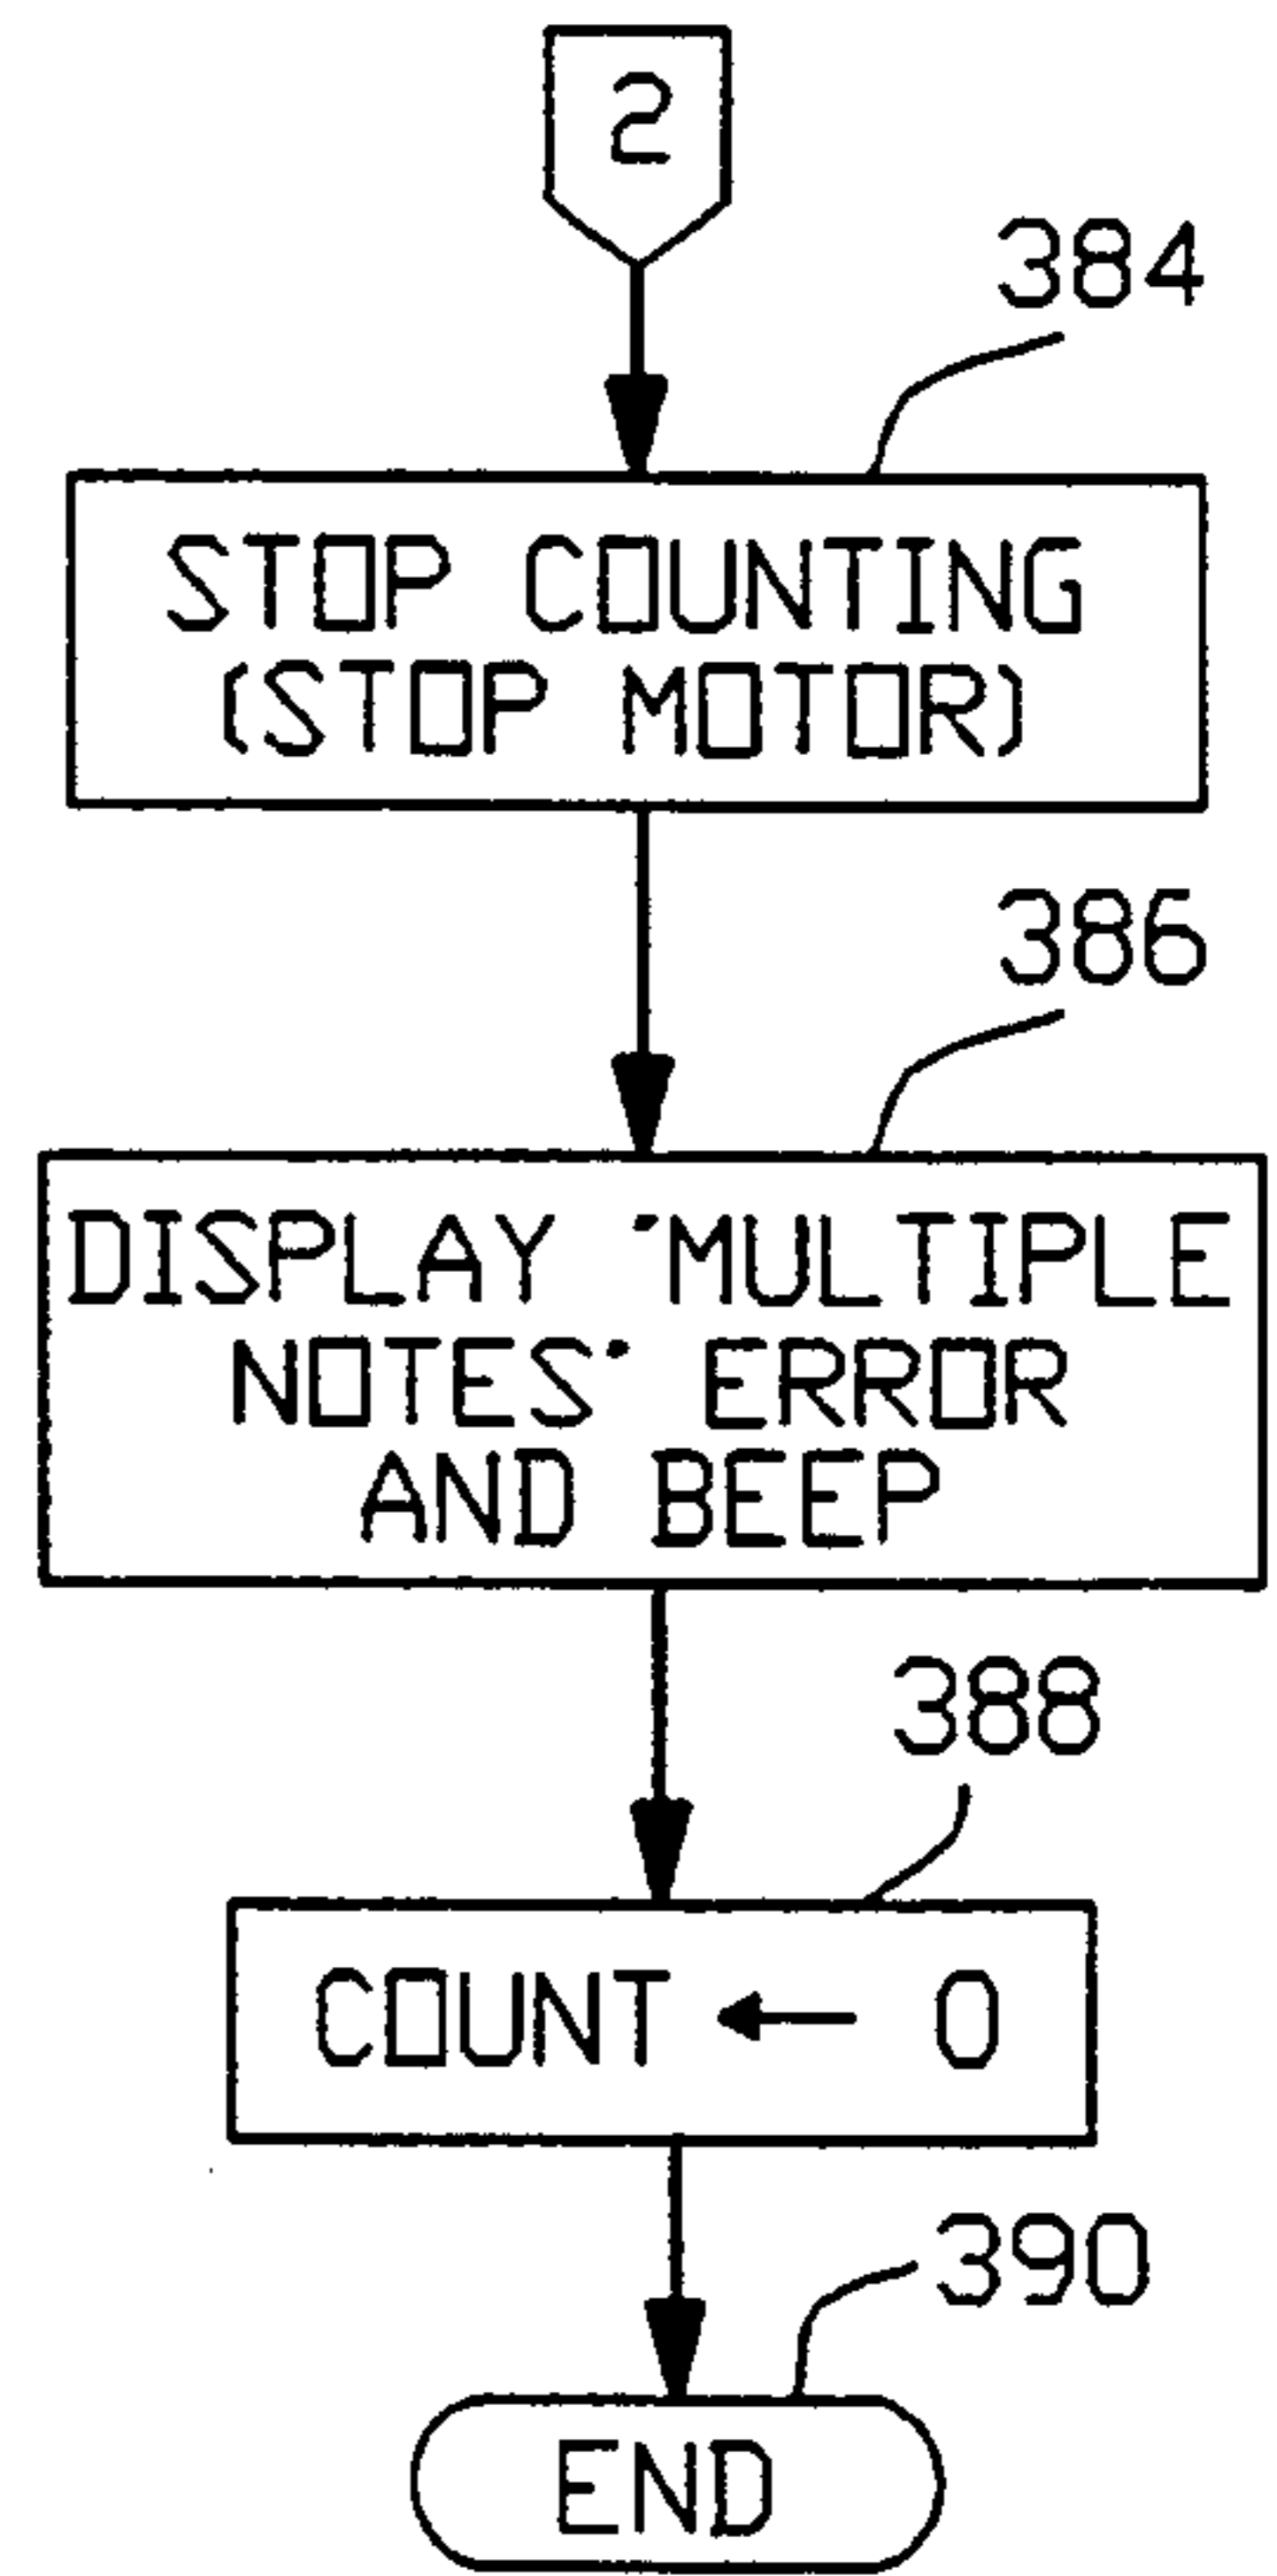 2
384
STOP COUNTING
(STOP MOTOR)
386
DISPLAY "MULTIPLE
NOTES" ERROR
AND BEEP
388
COUNT ← 0
390
END